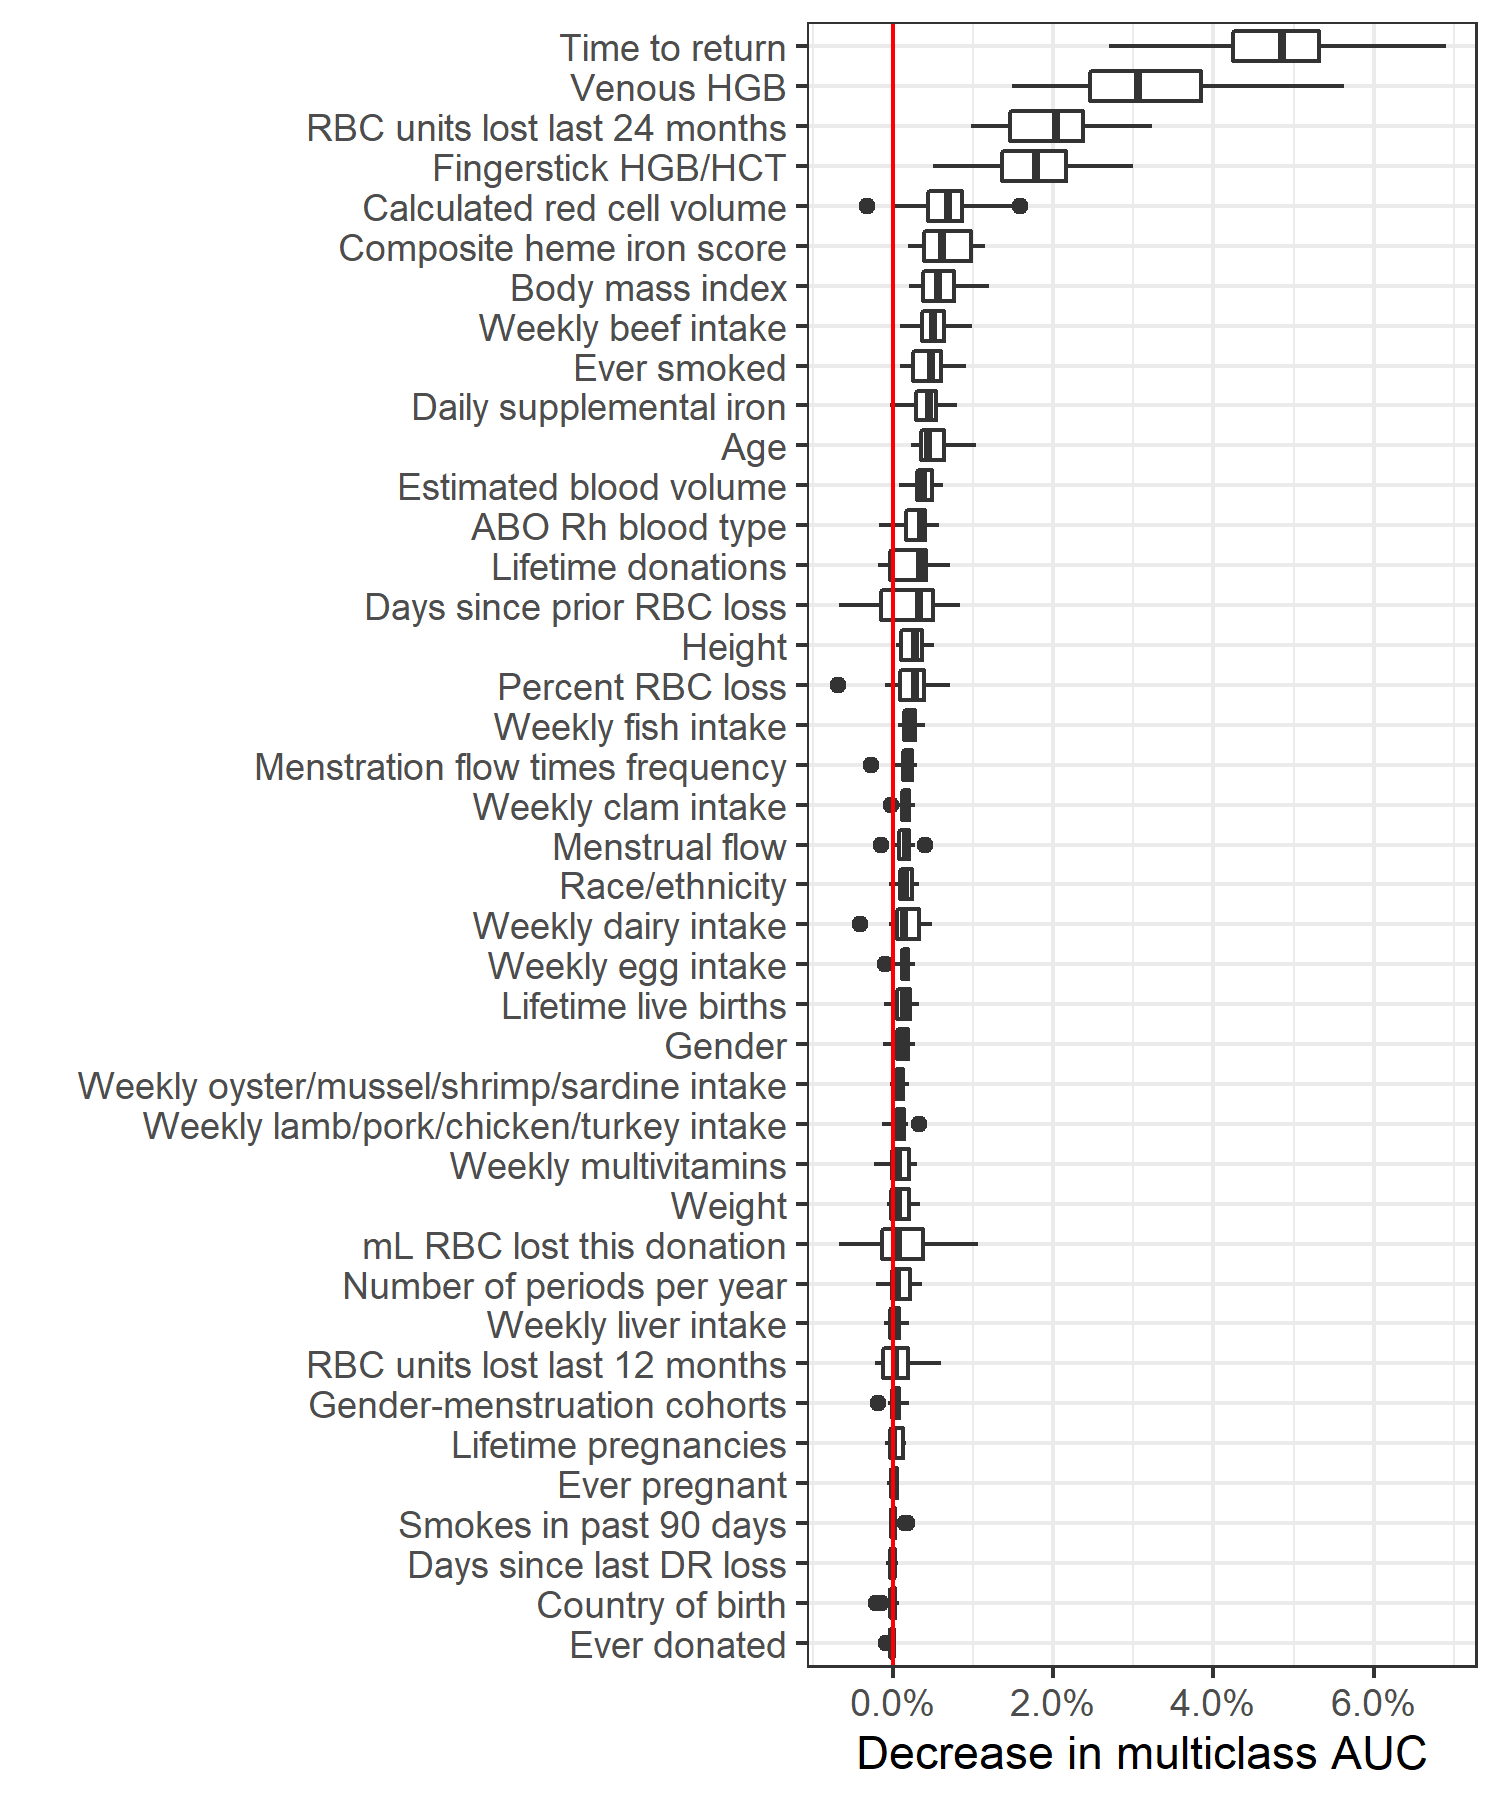 Time to return
Venous HGB
RBC units lost last 24 months
Fingerstick HGB/HCT
Calculated red cell volume
Composite heme iron score
Body mass index
Weekly beef intake
Ever smoked
Daily supplemental iron
Age
Estimated blood volume
ABO Rh blood type
Lifetime donations
Days since prior RBC loss
Height
Percent RBC loss
Weekly fish intake
Menstration flow times frequency
Weekly clam intake
Menstrual flow
Race/ethnicity
Weekly dairy intake
Weekly egg intake
Lifetime live births
Gender
Weekly oyster/mussel/shrimp/sardine intake
Weekly lamb/pork/chicken/turkey intake
Weekly multivitamins
Weight
mL RBC lost this donation
Number of periods per year
Weekly liver intake
RBC units lost last 12 months
Gender-menstruation cohorts
Lifetime pregnancies
Ever pregnant
Smokes in past 90 days
Days since last DR loss
Country of birth
Ever donated
0.0% 2.0% 4.0% 6.0%
Decrease in multiclass AUC